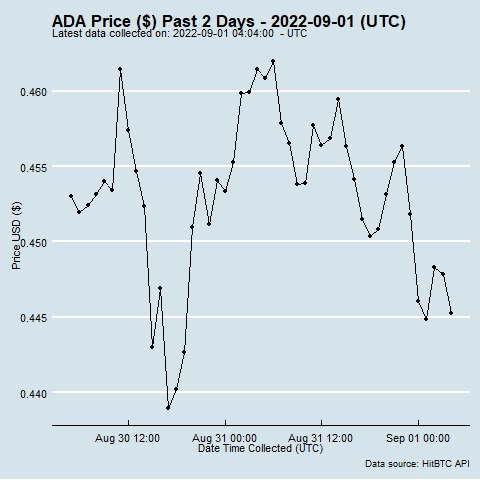 ADA Price ($) Past 2 Days - 2022-09-01 (UTC)
Latest data collected on: 2022-09-01 04:04:00  - UTC
Price USD ($)
0.460
0.455
0.450
0.445
0.440
Aug 30 12:00
Aug 31 00:00
Aug 31 12:00
Sep 01 00:00
Date Time Collected (UTC)
Data source: HitBTC API